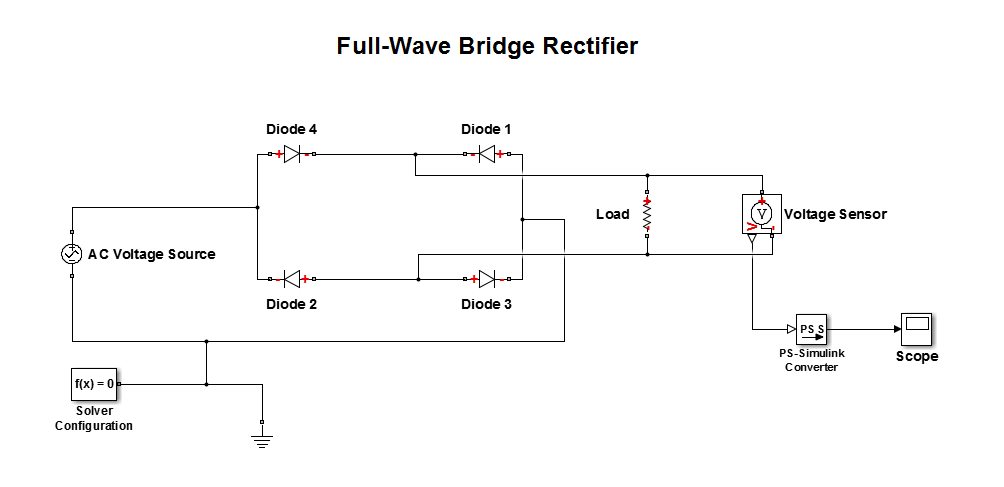 Full-Wave Bridge Rectifier
Diode 4
Diode 1
+
-
-
+
Load
+
-
V
+
V
-
Voltage Sensor
AC Voltage Source
-
+
+
-
Diode 2
Diode 3
PS S
PS-Simulink
Converter
Scope
f(x) = 0
Solver
Configuration